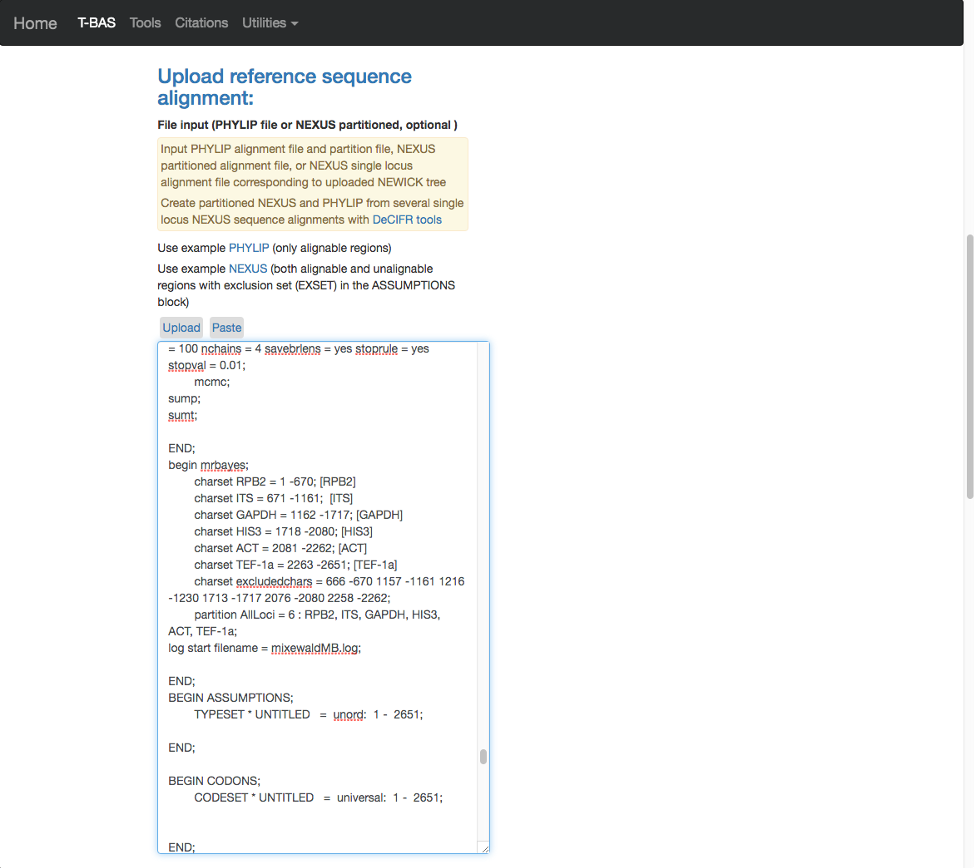 Home T-BAS Tools Citations Utilities
Upload reference sequence
alignment:
File input (PHYLIP file or NEXUS partitioned, optional )
Input PHYLIP alignment file and partition file, NEXUS
partitioned alignment file, or NEXUS single locus
alignment file corresponding to uploaded NEWICK tree
Create partitioned NEXUS and PHYLIP from several single
locus NEXUS sequence alignments with DeCIFR tools
Use example PHYLIP (only alignable regions)
Use example NEXUS (both alignable and unalignable
regions with exclusion set (EXSET) in the ASSUMPTIONS
block)
Upload Paste
= 100 nchains = 4 savebrlens = yes stoprule = yes
stopval = 0.01;
mcmc;
sump;
sumt;
END;
begin mrbayes;
charset RPB2 = 1 -670; [RPB2]
charset ITS = 671 -1161;  [ITS]
charset GAPDH = 1162 -1717; [GAPDH]
charset HIS3 = 1718 -2080; [HIS3]
charset ACT = 2081 -2262; [ACT]
charset TEF-1a = 2263 -2651; [TEF-1a]
charset excludedchars = 666 -670 1157 -1161 1216
-1230 1713 -1717 2076 -2080 2258 -2262;
partition AllLoci = 6 : RPB2, ITS, GAPDH, HIS3,
ACT, TEF-1a;
log start filename = mixewaldMB.log;
END;
BEGIN ASSUMPTIONS;
TYPESET * UNTITLED   =  unord:  1 -  2651;
END;
BEGIN CODONS;
CODESET * UNTITLED   =  universal:  1 -  2651;
END;